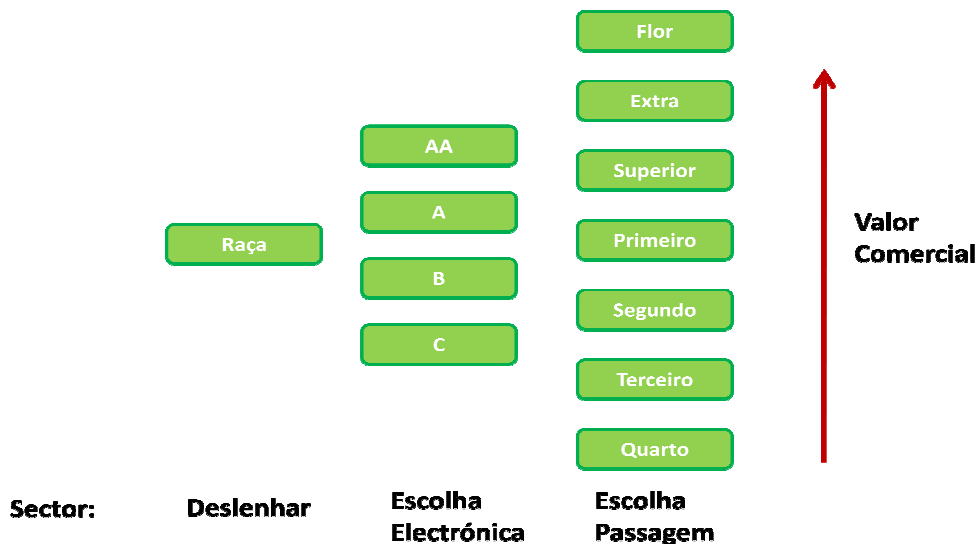 Flor
Extra
Superior
Primeiro
Segundo
Terceiro
Quarto
AA
A
B
C
Raça
Valor
Comercial
Sector:
Deslenhar
Escolha
Electrónica
Escolha
Passagem